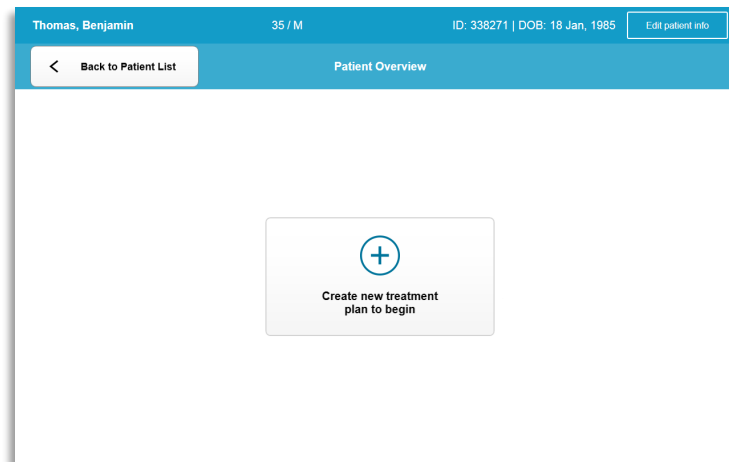 Thomas, Benjamin 35 / M ID: 338271 | DOB: 18 Jan, 1985 Edit patient info
Back to Patient List Patient Overview
Create new treatment
plan to begin